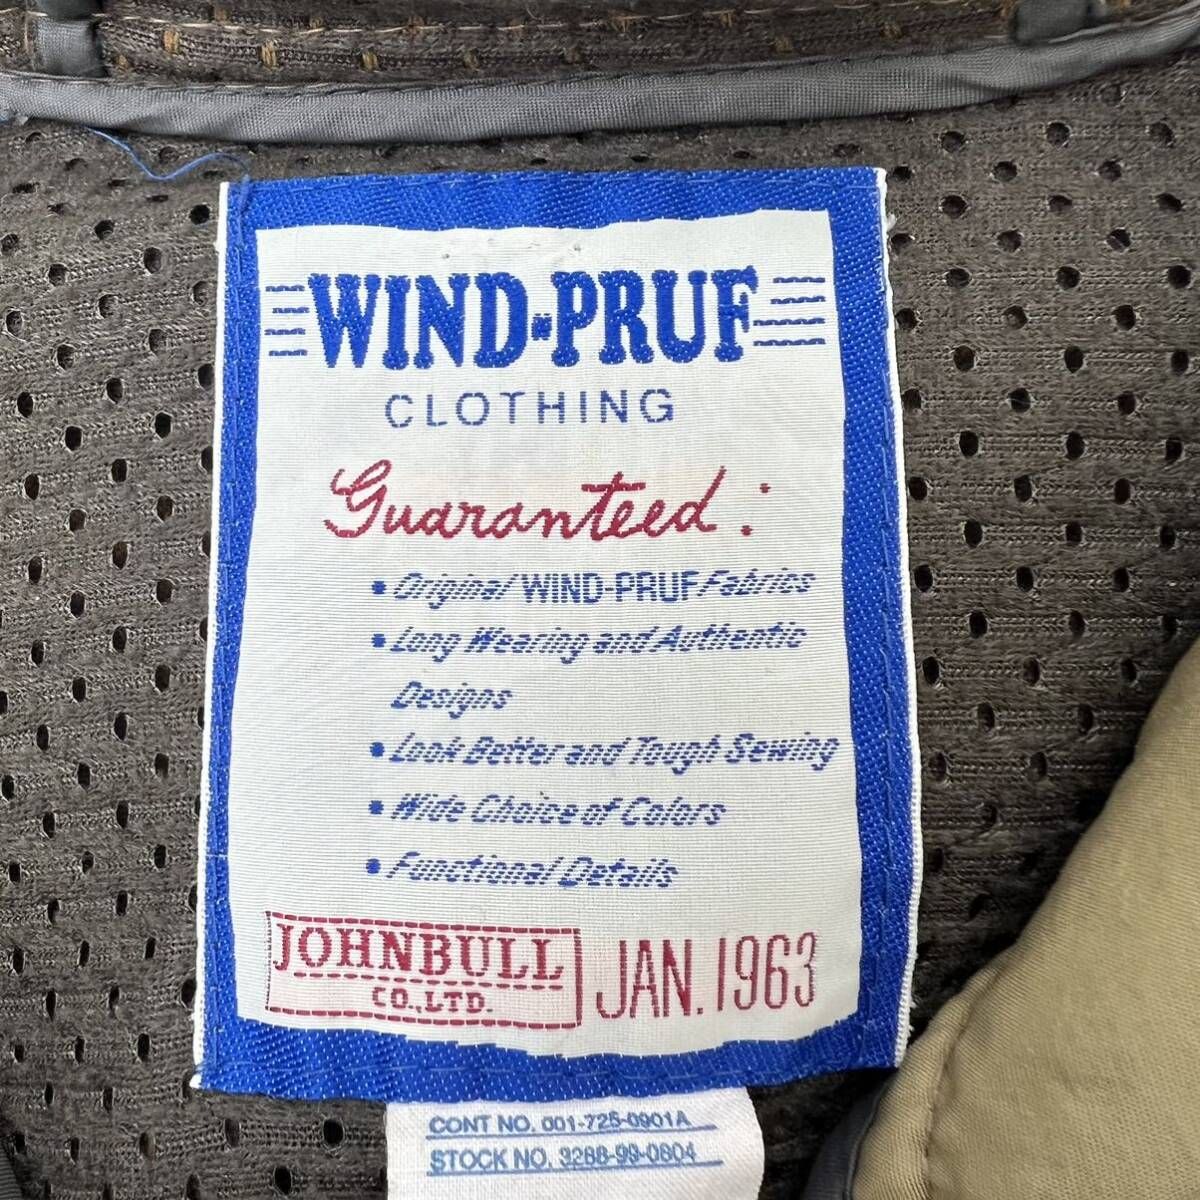 WIND-PRUF
CLOTHING
Guaranteed:
• Original WIND-PRUF Fabrics
• Long Wearing and Authentic
Designs
• Look Better and Tough Sewing
• Wide Choice of Colors
• Functional Details
JOHNBULL
CO.,LTD.
JAN.1963
CONT NO. 001-725-0901A
STOCK NO. 3288-99-0804